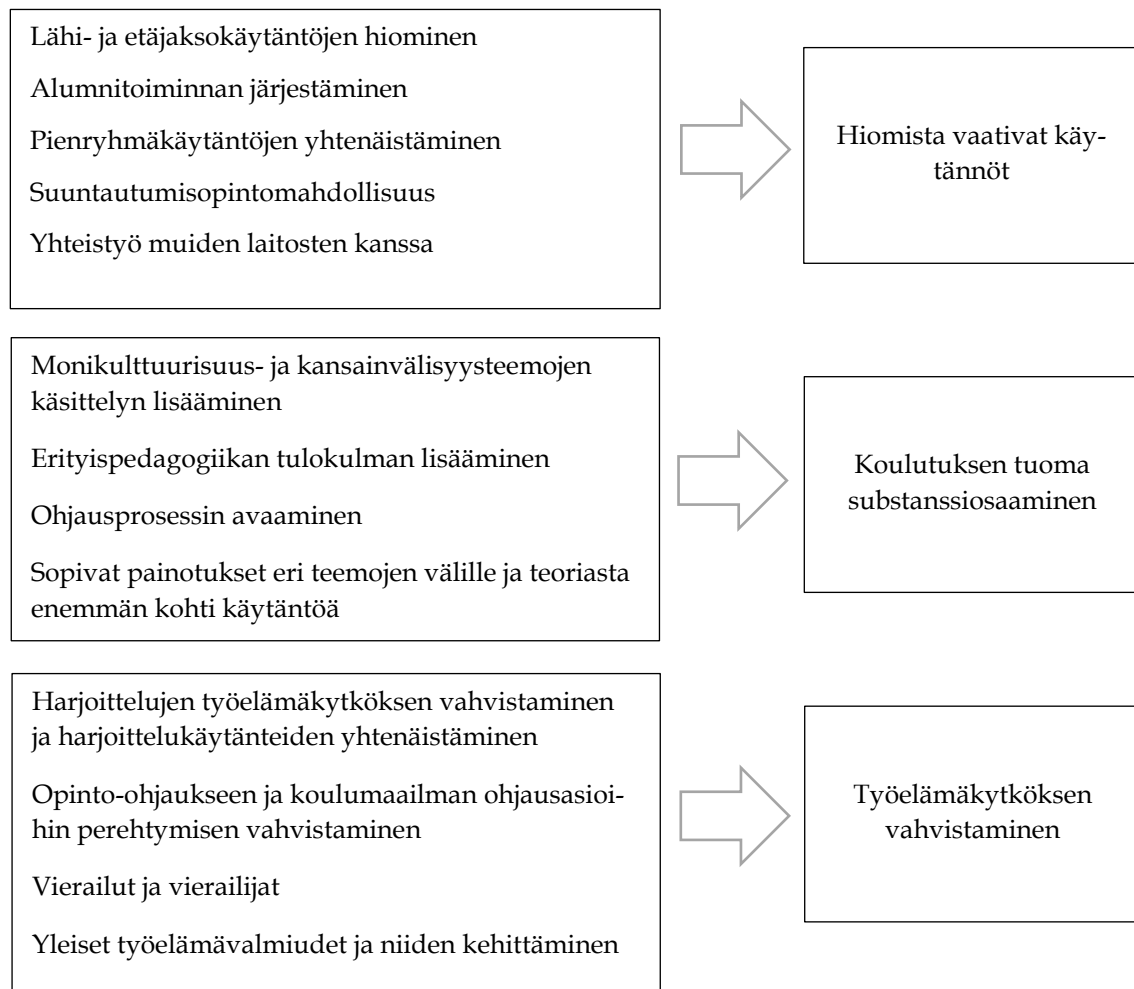 Lähi- ja etäjaksokäytäntöjen hiominen
Alumnitoiminnan järjestäminen
Pienryhmäkäytäntöjen yhtenäistäminen
Suuntautumisopintomahdollisuus
Yhteistyö muiden laitosten kanssa
Hiomista vaativat käy-
tännöt
Monikulttuurisuus- ja kansainvälisyysteemojen
käsittelyn lisääminen
Erityispedagogiikan tulokulman lisääminen
Ohjausprosessin avaaminen
Sopivat painotukset eri teemojen välille ja teoriasta
enemmän kohti käytäntöä
Koulutuksen tuoma
substanssiosaaminen
Harjoittelujen työelämäkytköksen vahvistaminen
ja harjoittelukäytänteiden yhtenäistäminen
Opinto-ohjaukseen ja koulumaailman ohjausasioi-
hin perehtymisen vahvistaminen
Vierailut ja vierailijat
Yleiset työelämävalmiudet ja niiden kehittäminen
Työelämäkytköksen
vahvistaminen